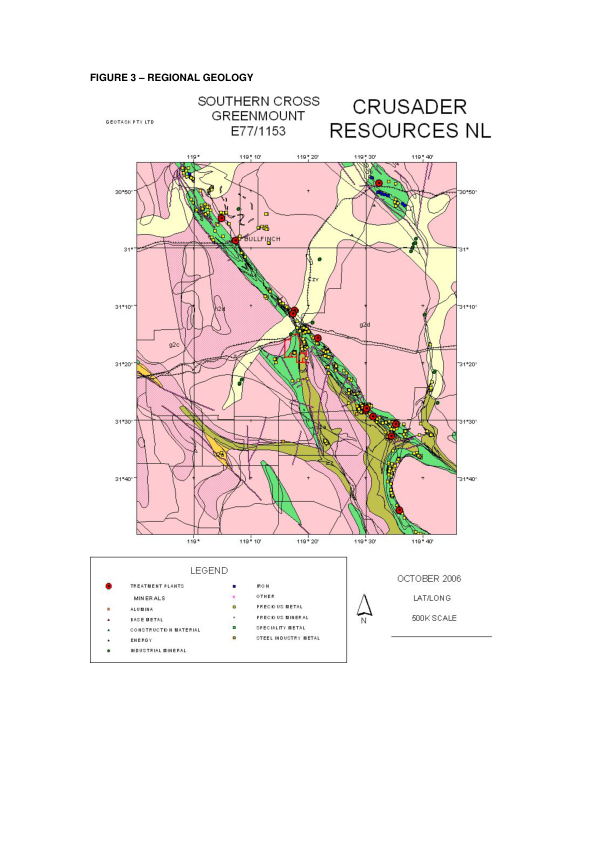 FIGURE 3 – REGIONAL GEOLOGY
GEOTASK PTY LTD
SOUTHERN CROSS
GREENMOUNT
E77/1153
CRUSADER
RESOURCES NL
119° 119° 10' 119° 20' 119° 30' 119° 40'
30°50' 30°50'
BULLFINCH
31° 31°
Czv
31°10' 31°10'
g2d
g2c
31°20' 31°20'
31°30' 31°30'
31°40' 31°40'
119° 119° 10' 119° 20' 119° 30' 119° 40'
LEGEND
TREATMENT PLANTS
MINERALS
ALUMINA
BASE METAL
CONSTRUCTION MATERIAL
ENERGY
INDUSTRIAL MINERAL
IRON
OTHER
PRECIOUS METAL
PRECIOUS MINERAL
SPECIALITY METAL
STEEL INDUSTRY METAL
N
OCTOBER 2006
LAT/LONG
500K SCALE